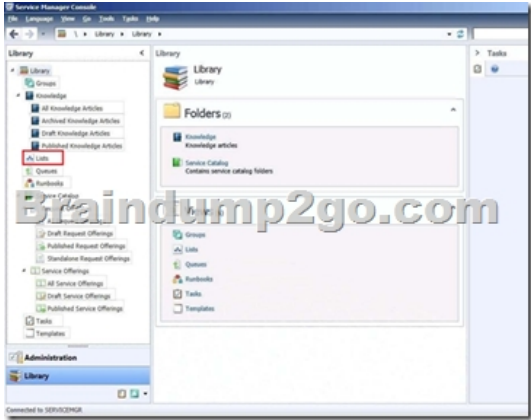 Service Manager Console
File Language View Go Tools Tasks Help
\ Library Library
Library
Library
Groups
Knowledge
All Knowledge Articles
Archived Knowledge Articles
Draft Knowledge Articles
Published Knowledge Articles
Lists
Queues
Runbooks
Draft Request Offerings
Published Request Offerings
Standalone Request Offerings
Service Offerings
All Service Offerings
Draft Service Offerings
Published Service Offerings
Tasks
Templates
Administration
Library
Connected to SERVICEMGR
Library
Library
Library
Folders (2)
Knowledge
Knowledge articles
Service Catalog
Contains service catalog folders
Views
Groups
Lists
Queues
Runbooks
Tasks
Templates
Tasks
Braindump2go.com